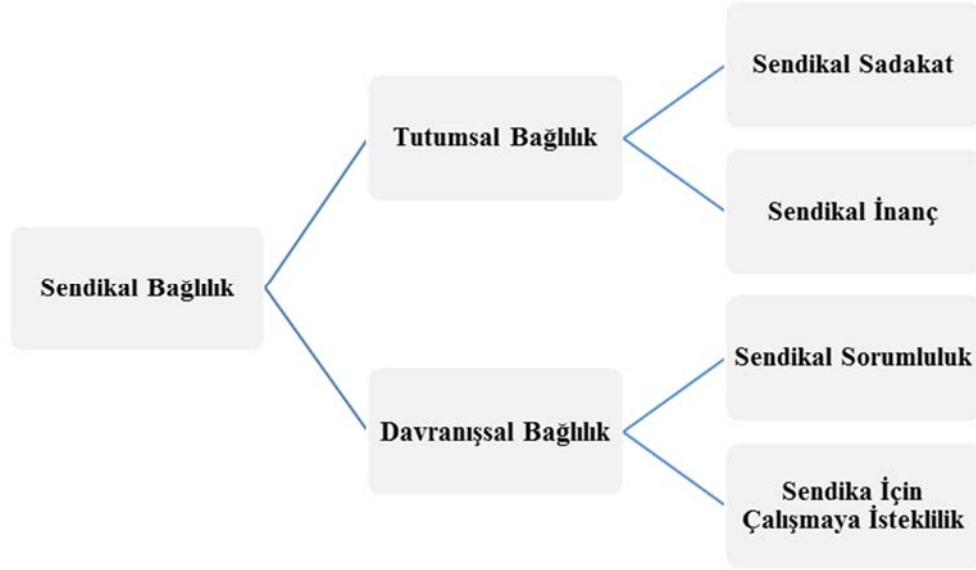 Sendikal Bağlılık
Tutumsal Bağlılık
Sendikal Sadakat
Sendikal İnanç
Davranışsal Bağlılık
Sendikal Sorumluluk
Sendika İçin
Çalışmaya İsteklilik